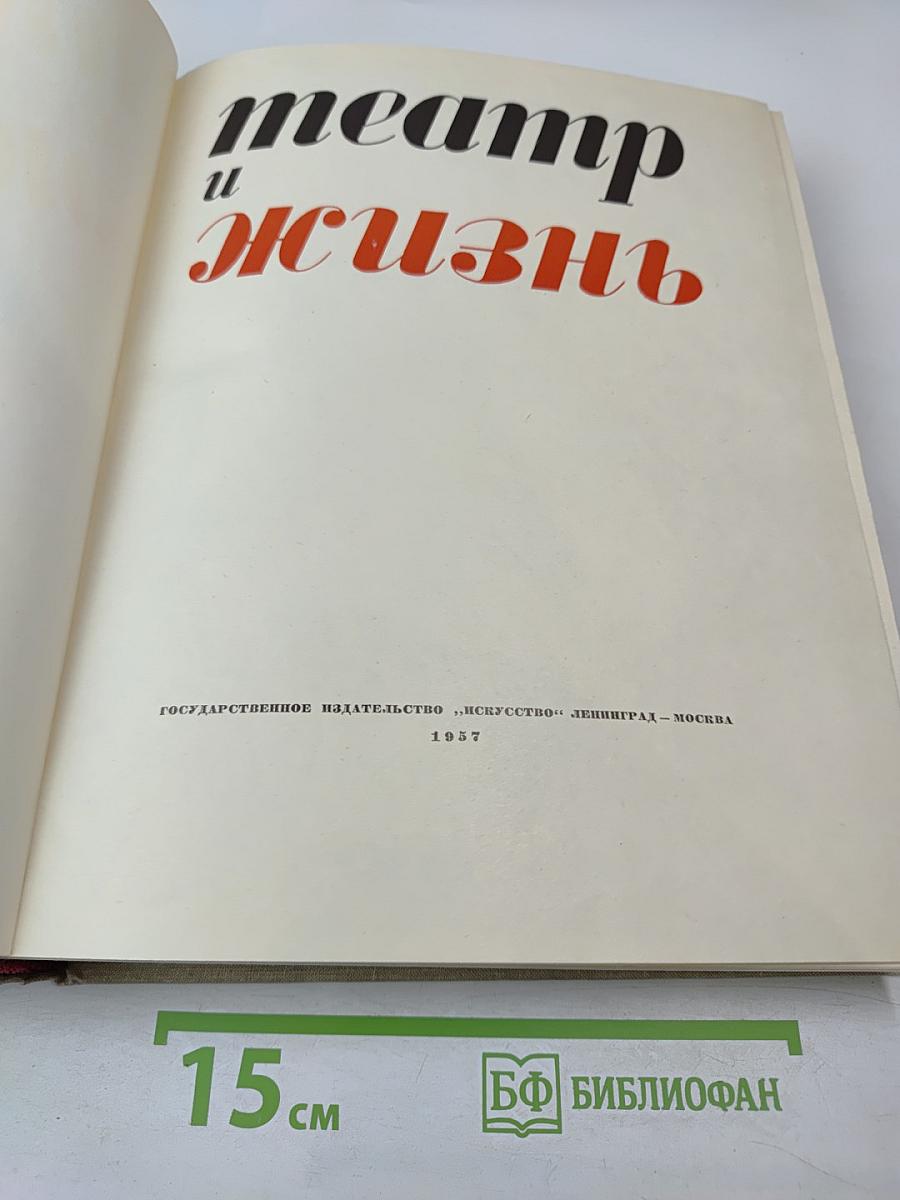 театр
и
жизнь
ГОСУДАРСТВЕННОЕ ИЗДАТЕЛЬСТВО „ИСКУССТВО“ ЛЕНИНГРАД — МОСКВА
1957
15 см
БФ БИБЛИОФАН